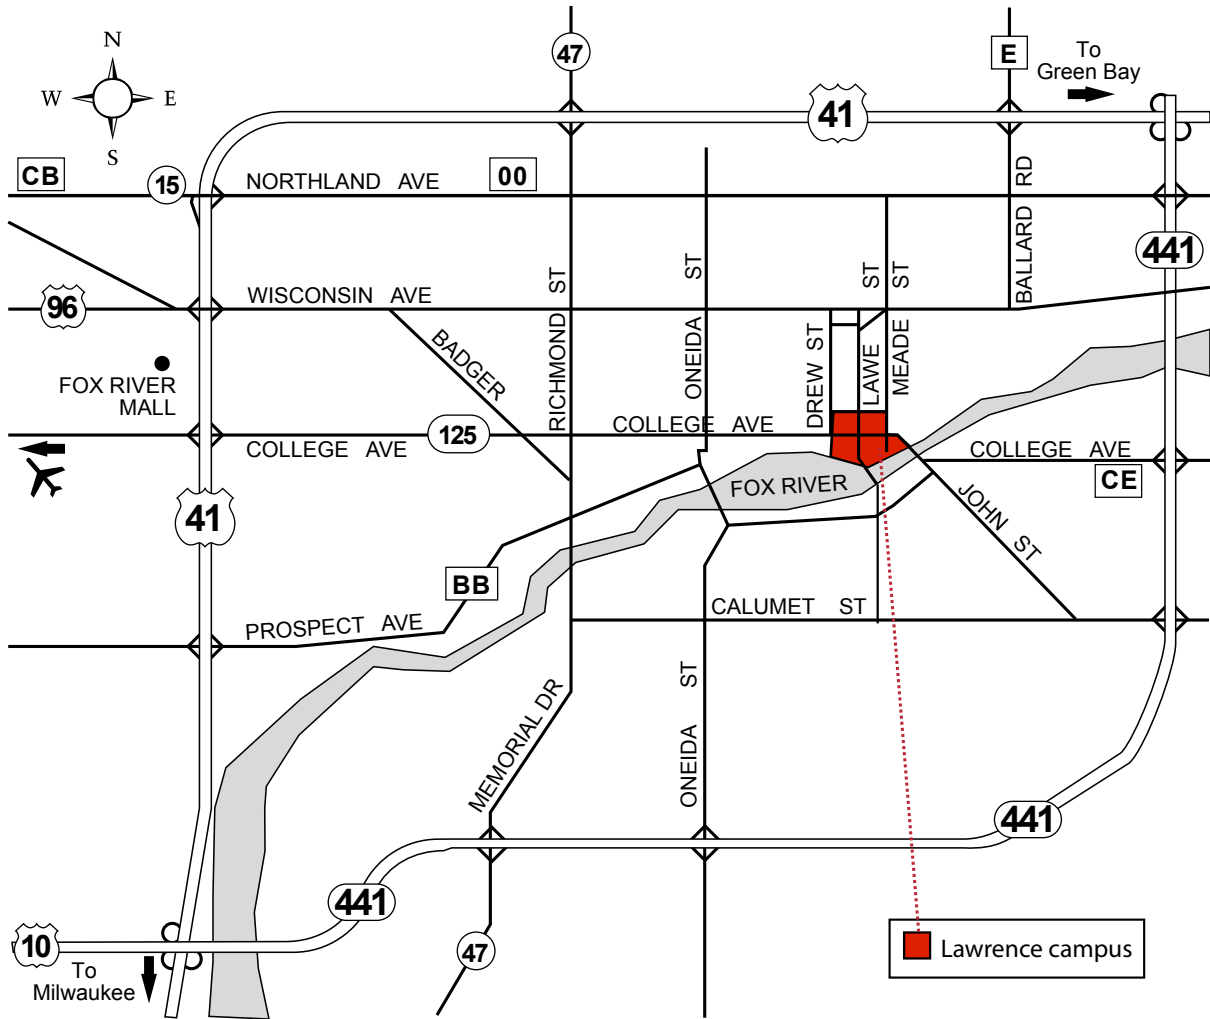 N
W
E
S
47
E
To
Green Bay
41
CB
15
NORTHLAND AVE
00
BALLARD RD
441
96
WISCONSIN AVE
RICHMOND ST
ONEIDA ST
LAWE ST
MEADE ST
DREW ST
BADGER
FOX RIVER
MALL
COLLEGE AVE
125
COLLEGE AVE
COLLEGE AVE
CE
FOX RIVER
JOHN ST
41
BB
CALUMET ST
PROSPECT AVE
MEMORIAL DR
ONEIDA ST
441
441
10
To
Milwaukee
47
Lawrence campus